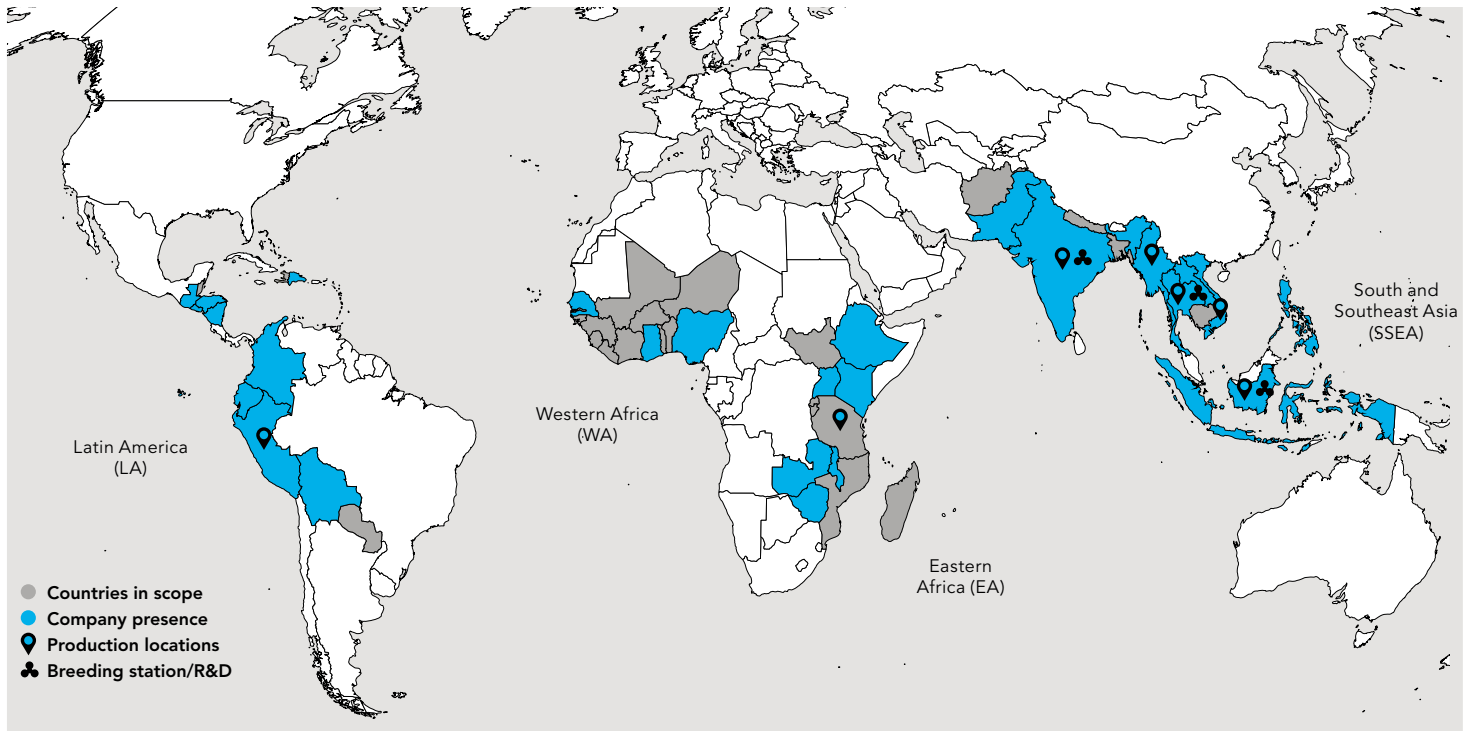 South and
Southeast Asia
(SSEA)
Western Africa
(WA)
Latin America
(LA)
Eastern
Africa (EA)
Countries in scope
Company presence
Production locations
Breeding station/R&D